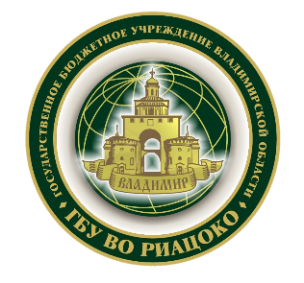 ГОСУДАРСТВЕННОЕ БЮДЖЕТНОЕ УЧРЕЖДЕНИЕ ВЛАДИМИРСКОЙ ОБЛАСТИ
ВЛАДИМИР
ГБУ ВО РИАЦОКО